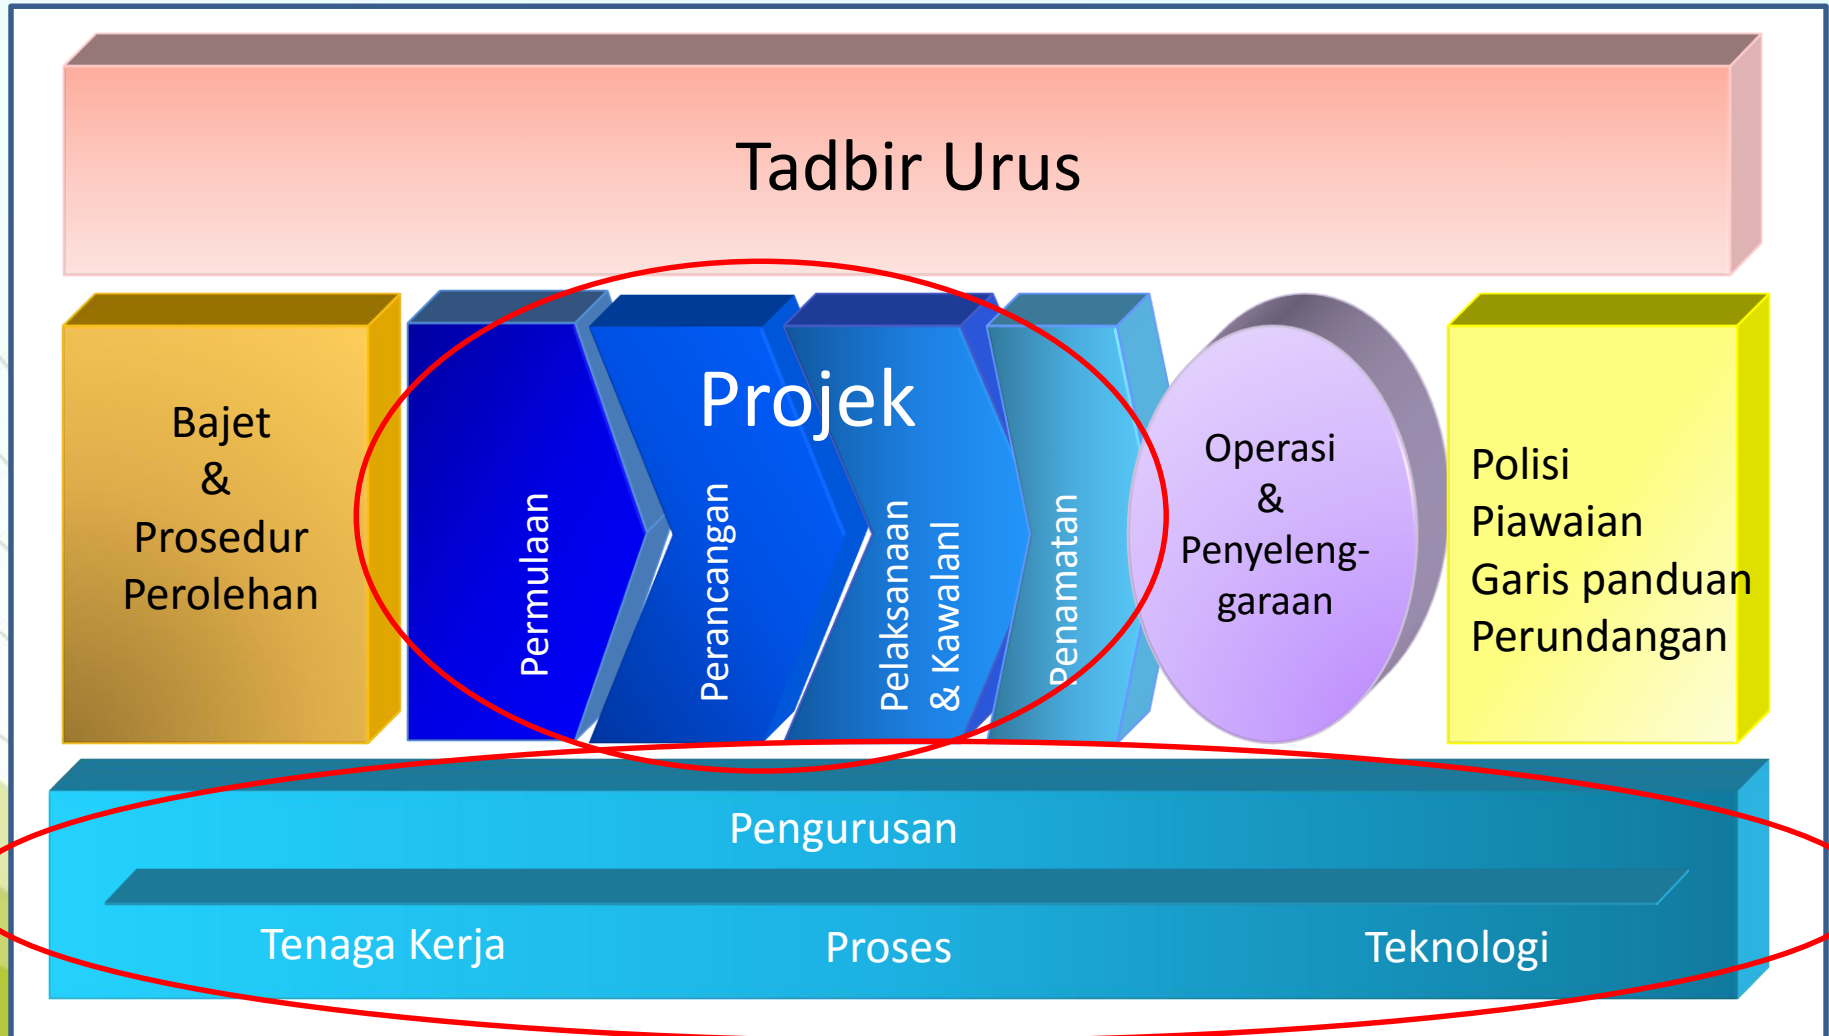 Tadbir Urus
Bajet
&
Prosedur
Perolehan
Projek
Permulaan
Perancangan
Pelaksanaan
& Kawalanl
Penamatan
Operasi
&
Penyeleng-
garaan
Polisi
Piawaian
Garis panduan
Perundangan
Pengurusan
Tenaga Kerja
Proses
Teknologi